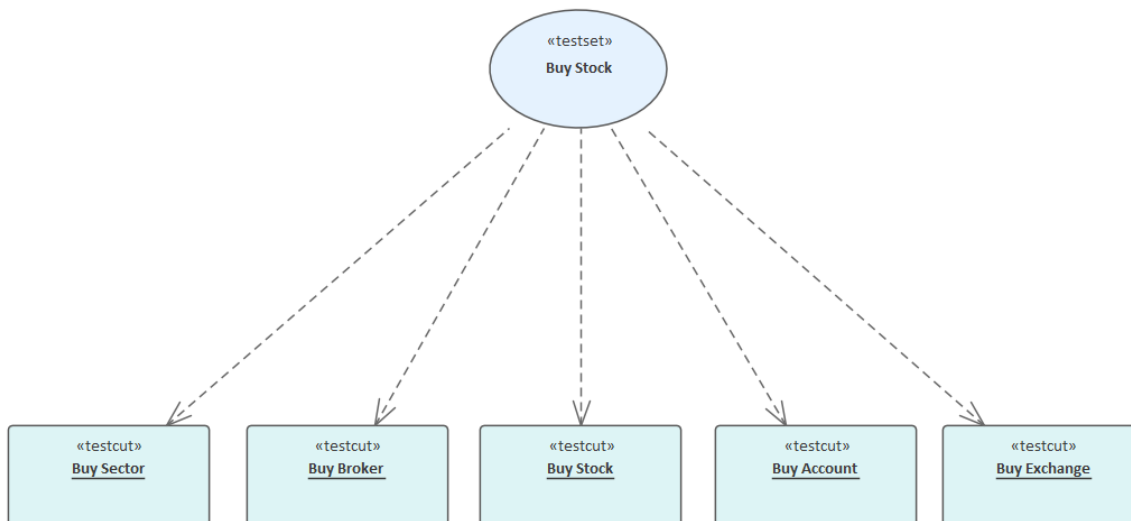 «testset»
Buy Stock
«testcut»
Buy Sector
«testcut»
Buy Broker
«testcut»
Buy Stock
«testcut»
Buy Account
«testcut»
Buy Exchange